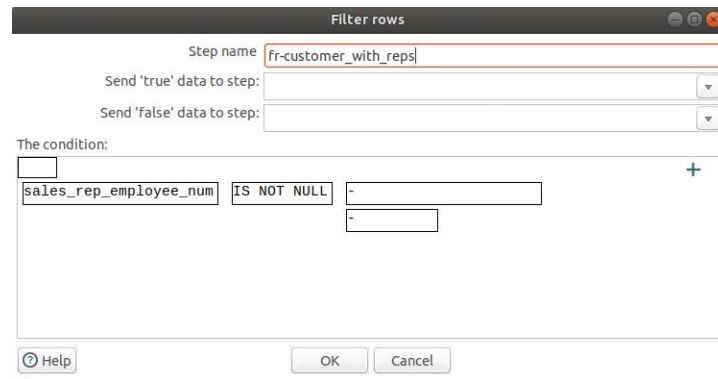 Filter rows
Step name fr-customer_with_reps
Send 'true' data to step:
Send 'false' data to step:
The condition:
+
sales_rep_employee_num IS NOT NULL -
-
Help OK Cancel